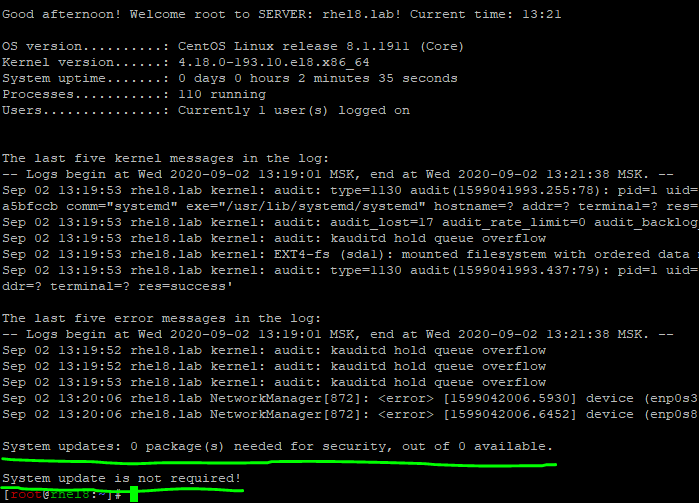 Good afternoon! Welcome root to SERVER: rhel8.lab! Current time: 13:21
OS version..........: CentOS Linux release 8.1.1911 (Core)
Kernel version......: 4.18.0-193.10.el8.x86_64
System uptime.......: 0 days 0 hours 2 minutes 35 seconds
Processes...........: 110 running
Users...............: Currently 1 user(s) logged on
The last five kernel messages in the log:
-- Logs begin at Wed 2020-09-02 13:19:01 MSK, end at Wed 2020-09-02 13:21:38 MSK. --
Sep 02 13:19:53 rhel8.lab kernel: audit: type=1130 audit(1599041993.255:78): pid=1 uid=
a5bfccb comm="systemd" exe="/usr/lib/systemd/systemd" hostname=? addr=? terminal=? res=
Sep 02 13:19:53 rhel8.lab kernel: audit: audit_lost=17 audit_rate_limit=0 audit_backlog_
Sep 02 13:19:53 rhel8.lab kernel: audit: kauditd hold queue overflow
Sep 02 13:19:53 rhel8.lab kernel: EXT4-fs (sda1): mounted filesystem with ordered data
Sep 02 13:19:53 rhel8.lab kernel: audit: type=1130 audit(1599041993.437:79): pid=1 uid=
ddr=? terminal=? res=success'
The last five error messages in the log:
-- Logs begin at Wed 2020-09-02 13:19:01 MSK, end at Wed 2020-09-02 13:21:38 MSK. --
Sep 02 13:19:52 rhel8.lab kernel: audit: kauditd hold queue overflow
Sep 02 13:19:52 rhel8.lab kernel: audit: kauditd hold queue overflow
Sep 02 13:19:53 rhel8.lab kernel: audit: kauditd hold queue overflow
Sep 02 13:20:06 rhel8.lab NetworkManager[872]: <error> [1599042006.5930] device (enp0s3
Sep 02 13:20:06 rhel8.lab NetworkManager[872]: <error> [1599042006.6452] device (enp0s8
System updates: 0 package(s) needed for security, out of 0 available.
System update is not required!
[root@rhel8:~]#